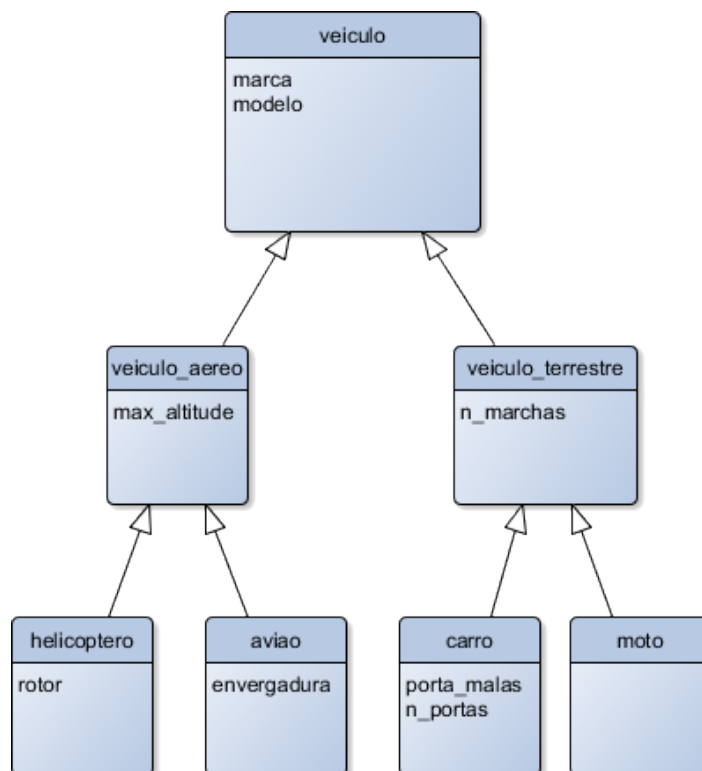 veiculo
marca
modelo
veiculo_aereo
max_altitude
veiculo_terrestre
n_marchas
helicoptero
rotor
aviao
envergadura
carro
porta_malas
n_portas
moto